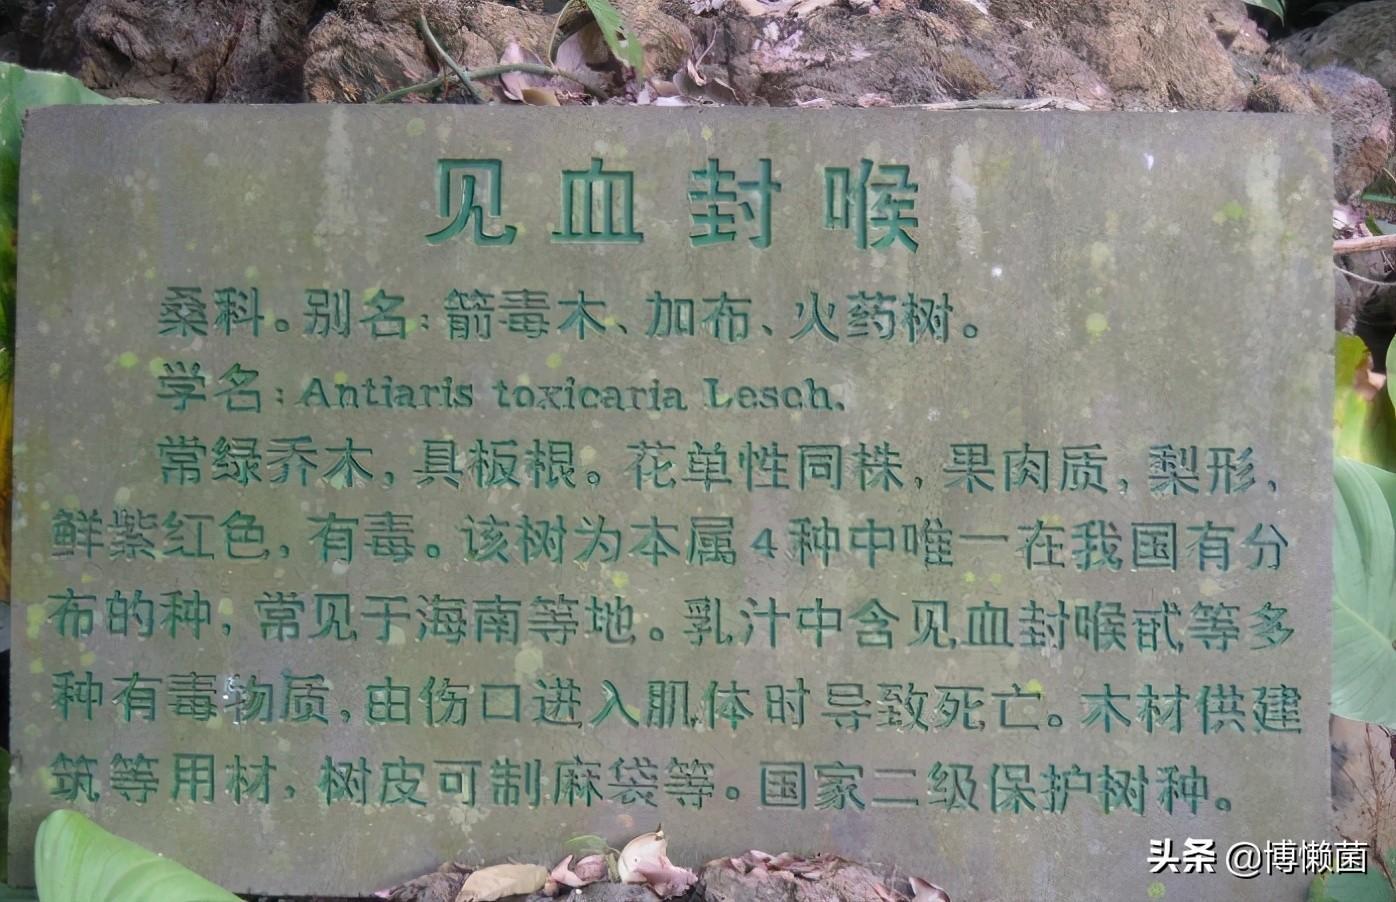 见血封喉
桑科。别名:箭毒木、加布、火药树。
学名:Antiaris toxicaria Lesch.
常绿乔木,具板根。花单性同株,果肉质,梨形,
鲜紫红色,有毒。该树为本属4种中唯一在我国有分
布的种,常见于海南等地。乳汁中含见血封喉甙等多
种有毒物质,由伤口进入肌体时导致死亡。木材供建
筑等用材,树皮可制麻袋等。国家二级保护树种。
头条 @博懒菌